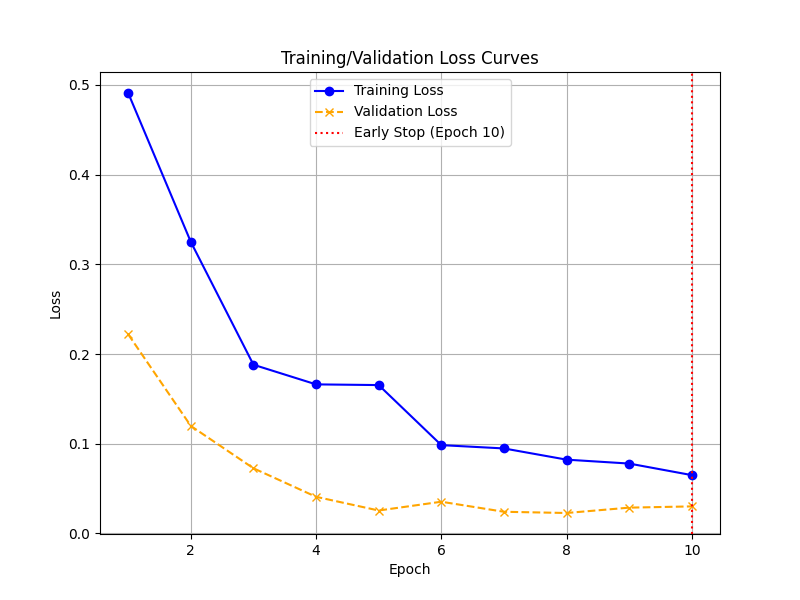 Training/Validation Loss Curves
Training Loss
Validation Loss
Early Stop (Epoch 10)
0.5
0.4
0.3
0.2
0.1
0.0
Loss
2
4
6
8
10
Epoch